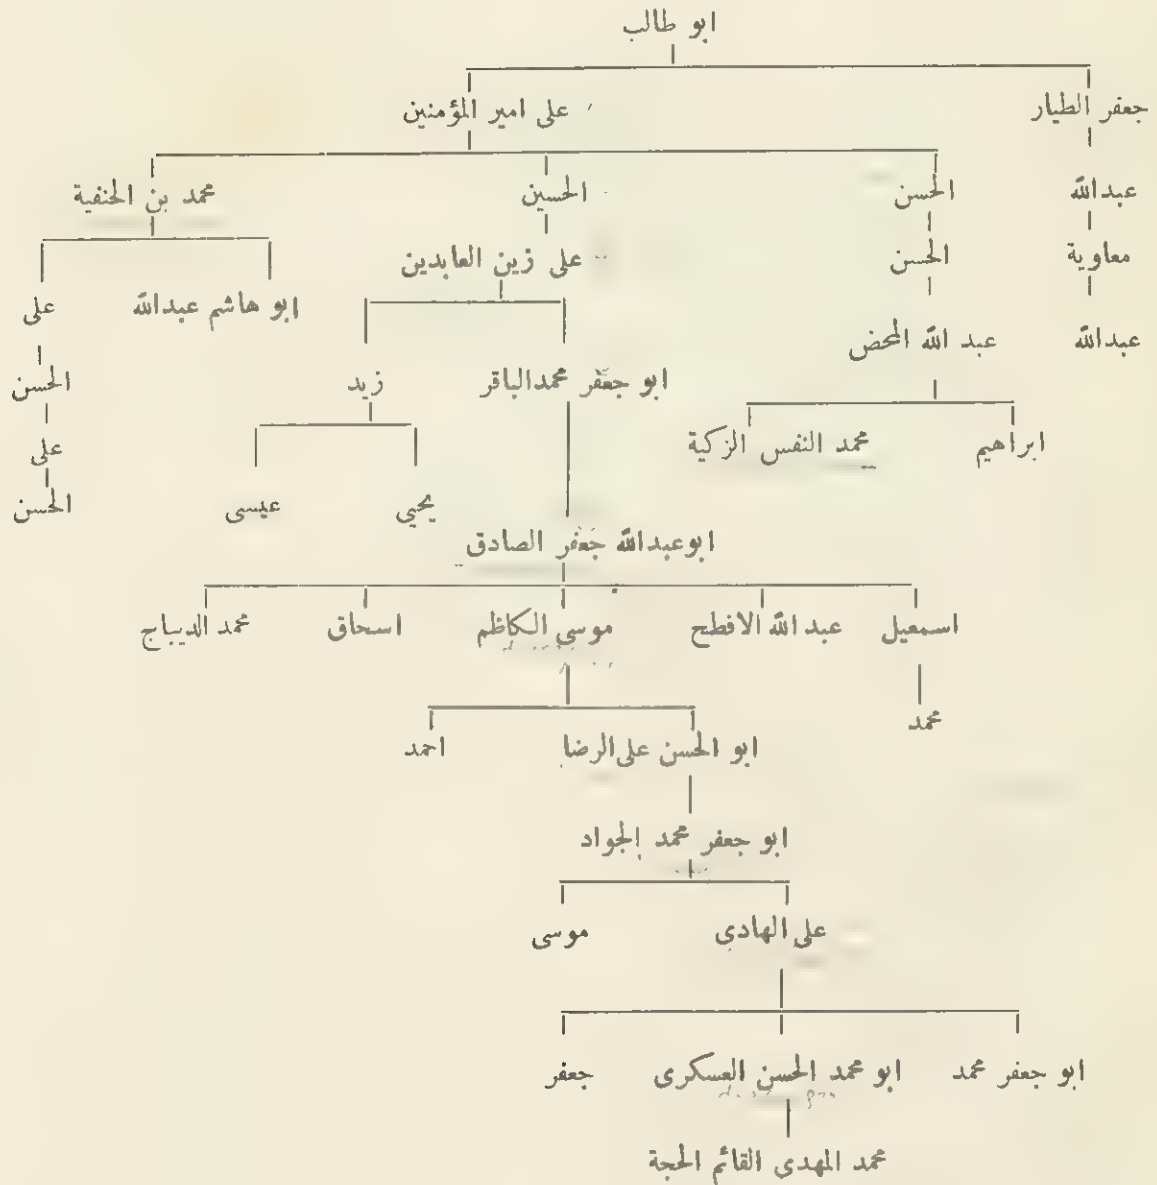 ابو طالب
جعفر الطيار
على امير المؤمنين
عبدالله
الحسن
الحسين
محمد بن الحنفية
معاوية
الحسن
على زين العابدين
ابو هاشم عبدالله
على
عبدالله
عبد الله المحض
ابو جعفر محمدالباقر
زيد
الحسن
ابراهيم
محمد النفس الزكية
على
يحيي
عيسى
الحسن
ابوعبدالله جعفر الصادق
اسمعيل
عبد الله الافطح
موسى الكاظم
اسحاق
محمد الديباج
محمد
ابو الحسن على الرضا
احمد
ابو جعفر محمد الجواد
على الهادى
موسى
ابو جعفر محمد
ابو محمد الحسن العسكرى
جعفر
محمد المهدى القائم الحجة